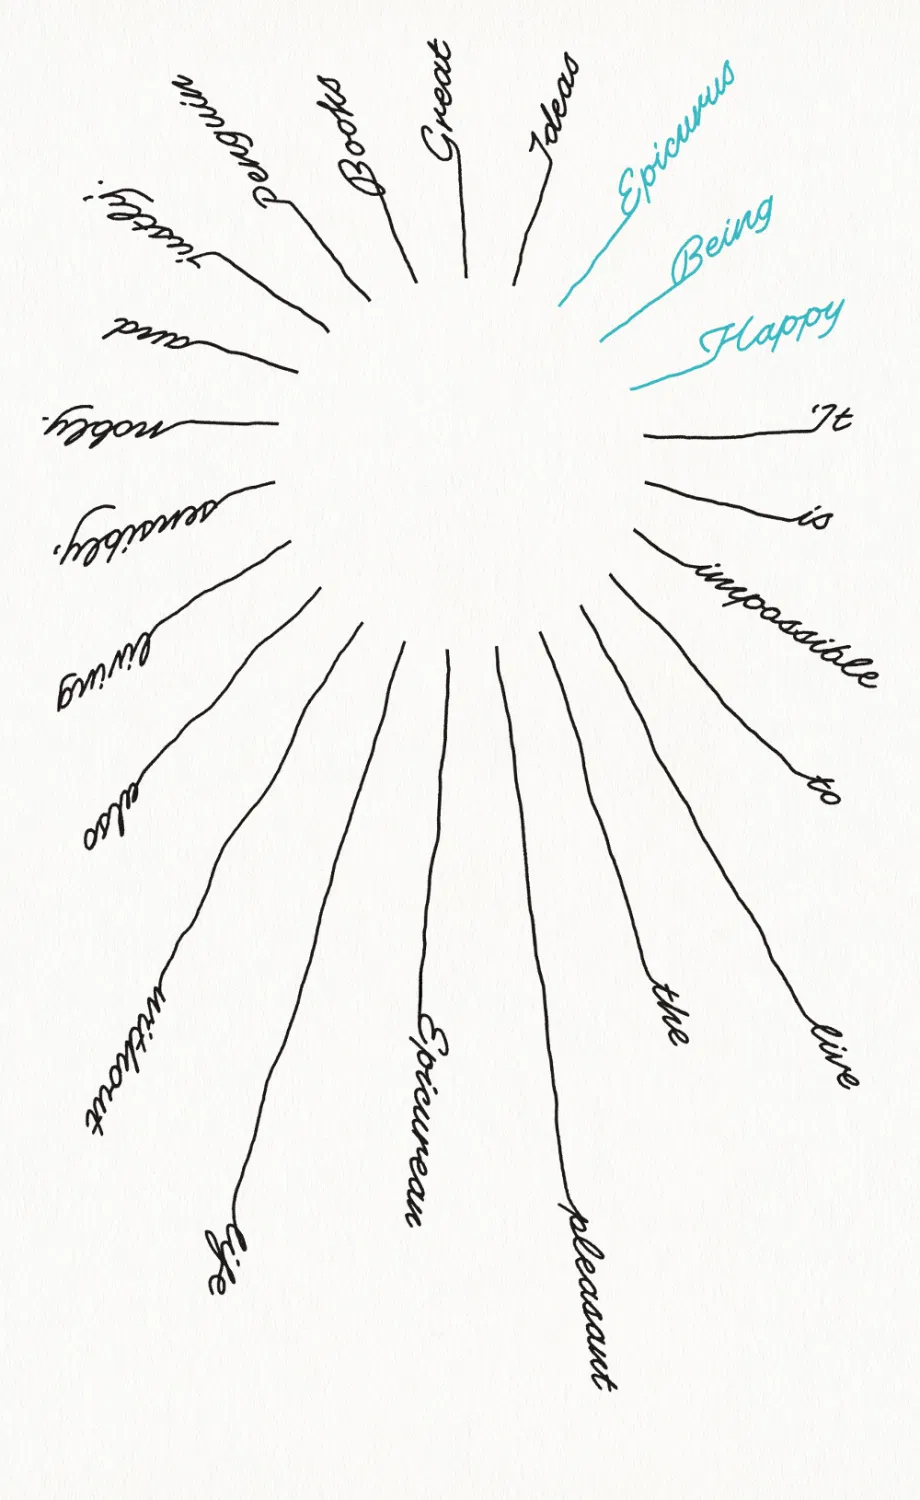 Penguin
Books
Great
Ideas
Epicurus
Being
Happy
'It
is
impossible
to
live
the
pleasant
Epicurean
life
without
also
living
sensibly,
nobly,
and
justly.'